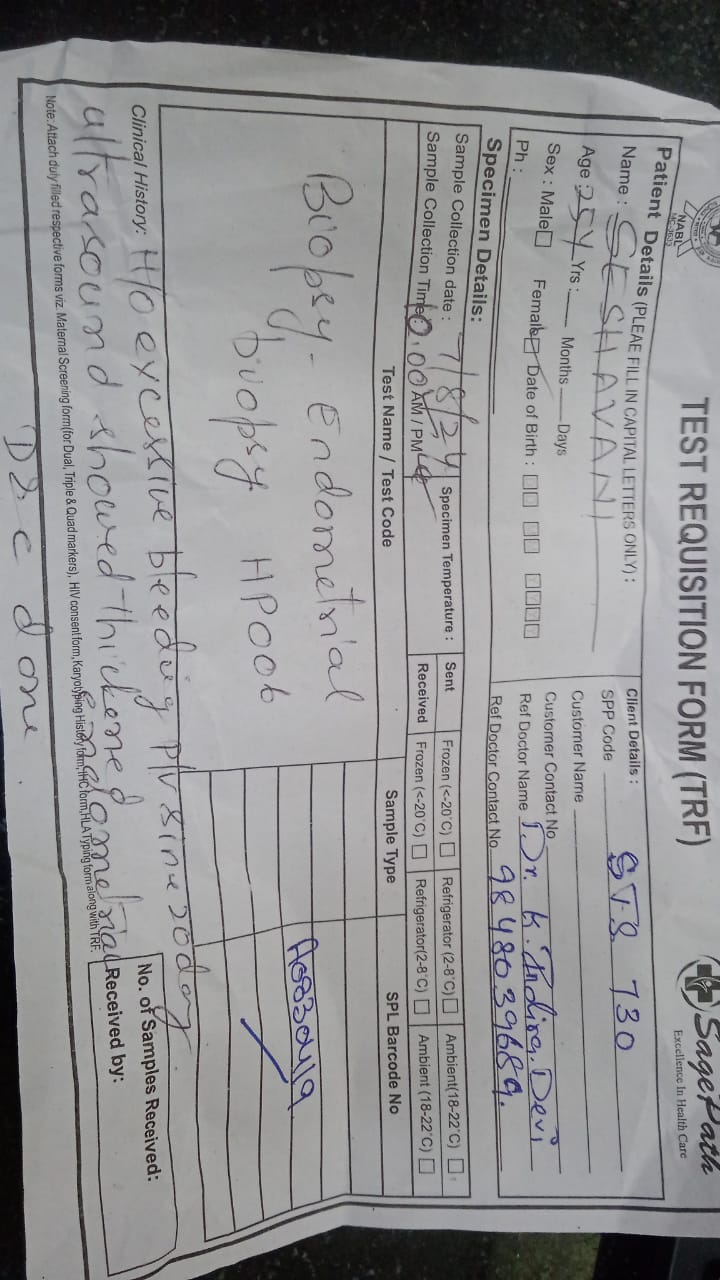 TEST REQUISITION FORM (TRF)
SagePath
Excellence In Health Care
NABL
Patient Details (PLEAE FILL IN CAPITAL LETTERS ONLY) :
Name : SESHAVANI
Age : 25Y Yrs : Months Days
Sex : Male Female Date of Birth :
Ph :
Client Details :
SPP Code STS 730
Customer Name
Customer Contact No
Ref Doctor Name Dr. K. Indira Devi
Ref Doctor Contact No 9848039689.
Specimen Details:
Sample Collection date : 7/8/24 Specimen Temperature : Sent Frozen (<-20°C) Refrigerator (2-8°C) Ambient(18-22°C)
Sample Collection Time: AM / PM Received Frozen (<-20°C) Refrigerator(2-8°C) Ambient (18-22°C)
Test Name / Test Code Sample Type SPL Barcode No
Biopsy - Endometrial
Biopsy HP006
Clinical History: H/o excessive bleeding P/V since 20 day.
ultrasound showed thickened endometrial
D&C done.
No. of Samples Received:
Received by:
Note: Attach duly filled respective forms viz. Maternal Screening form(for Dual, Triple & Quad markers), HIV consent form, Karyotyping History form, IHC form, HLA Typing form along with TRF.